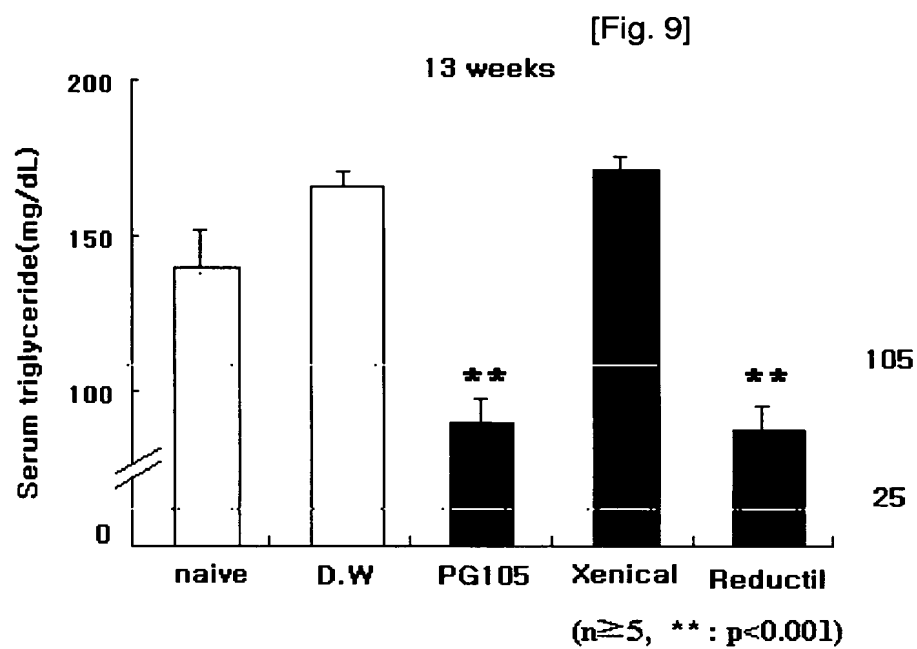 [Fig. 9]
13 weeks
Serum triglyceride(mg/dL)
200
150
100
0
105
25
** **
naive D.W PG105 Xenical Reductil
(n≥5, ** : p<0.001)